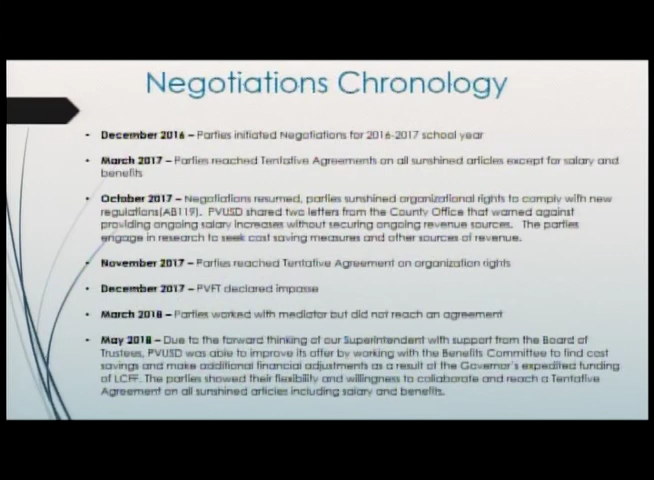 Negotiations Chronology
• December 2016 – Parties initiated Negotiations for 2016-2017 school year
• March 2017 – Parties reached Tentative Agreements on all sunshined articles except for salary and
benefits
• October 2017 – Negotiations resumed, parties sunshined organizational rights to comply with new
regulations(AB119). PVUSD shared two letters from the County Office that warned against
providing ongoing salary increases without securing ongoing revenue sources. The parties
engage in research to seek cost saving measures and other sources of revenue.
• November 2017 – Parties reached Tentative Agreement on organization rights
• December 2017 – PVFT declared impasse
• March 2018 – Parties worked with mediator but did not reach an agreement
• May 2018 – Due to the forward thinking of our Superintendent with support from the Board of
Trustees, PVUSD was able to improve its offer by working with the Benefits Committee to find cost
savings and make additional financial adjustments as a result of the Governor's expedited funding
of LCFF. The parties showed their flexibility and willingness to collaborate and reach a Tentative
Agreement on all sunshined articles including salary and benefits.